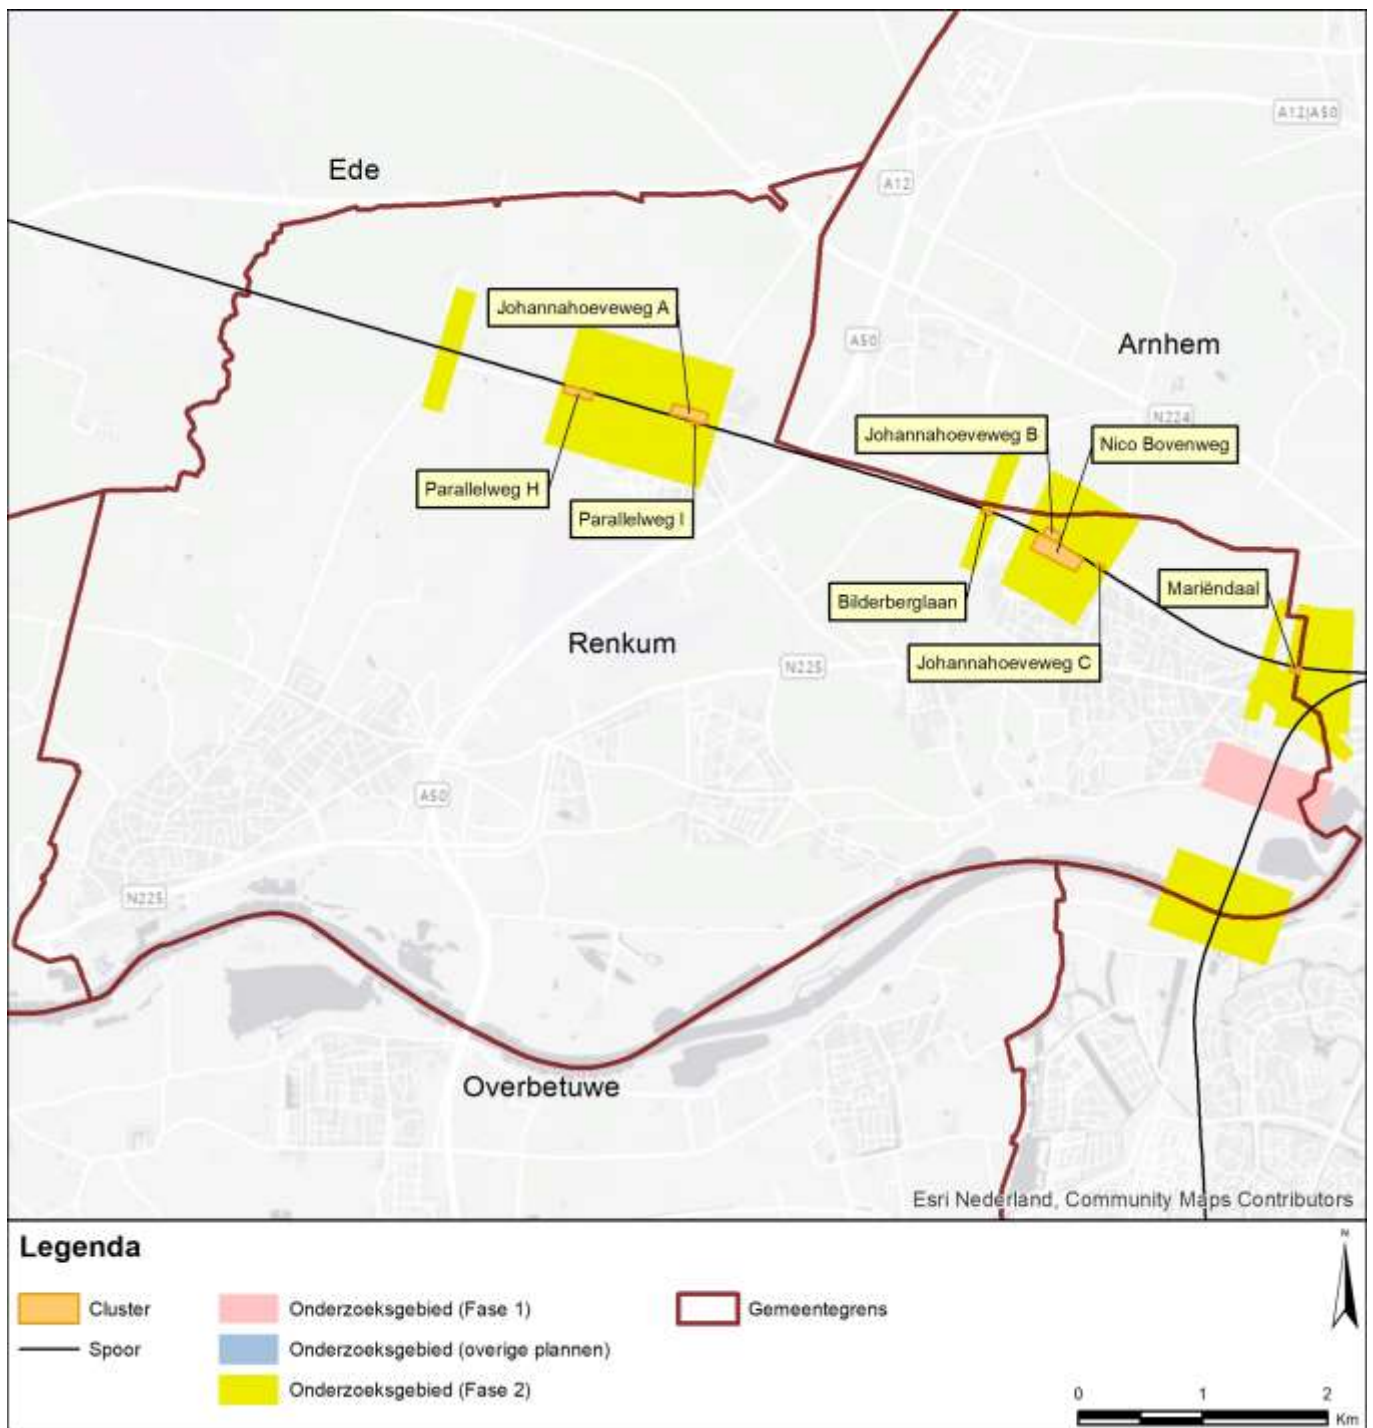 A12|A50
Ede
A12
Johannahoeveweg A
A50
Arnhem
N224
Johannahoeveweg B
Nico Bovenweg
Parallelweg H
Parallelweg I
Mariëndaal
Bilderberglaan
Renkum
N225
Johannahoeveweg C
A50
N225
Overbetuwe
Esri Nederland, Community Maps Contributors
Legenda
N
Cluster
Onderzoeksgebied (Fase 1)
Gemeentegrens
Spoor
Onderzoeksgebied (overige plannen)
Onderzoeksgebied (Fase 2)
0 1 2
Km